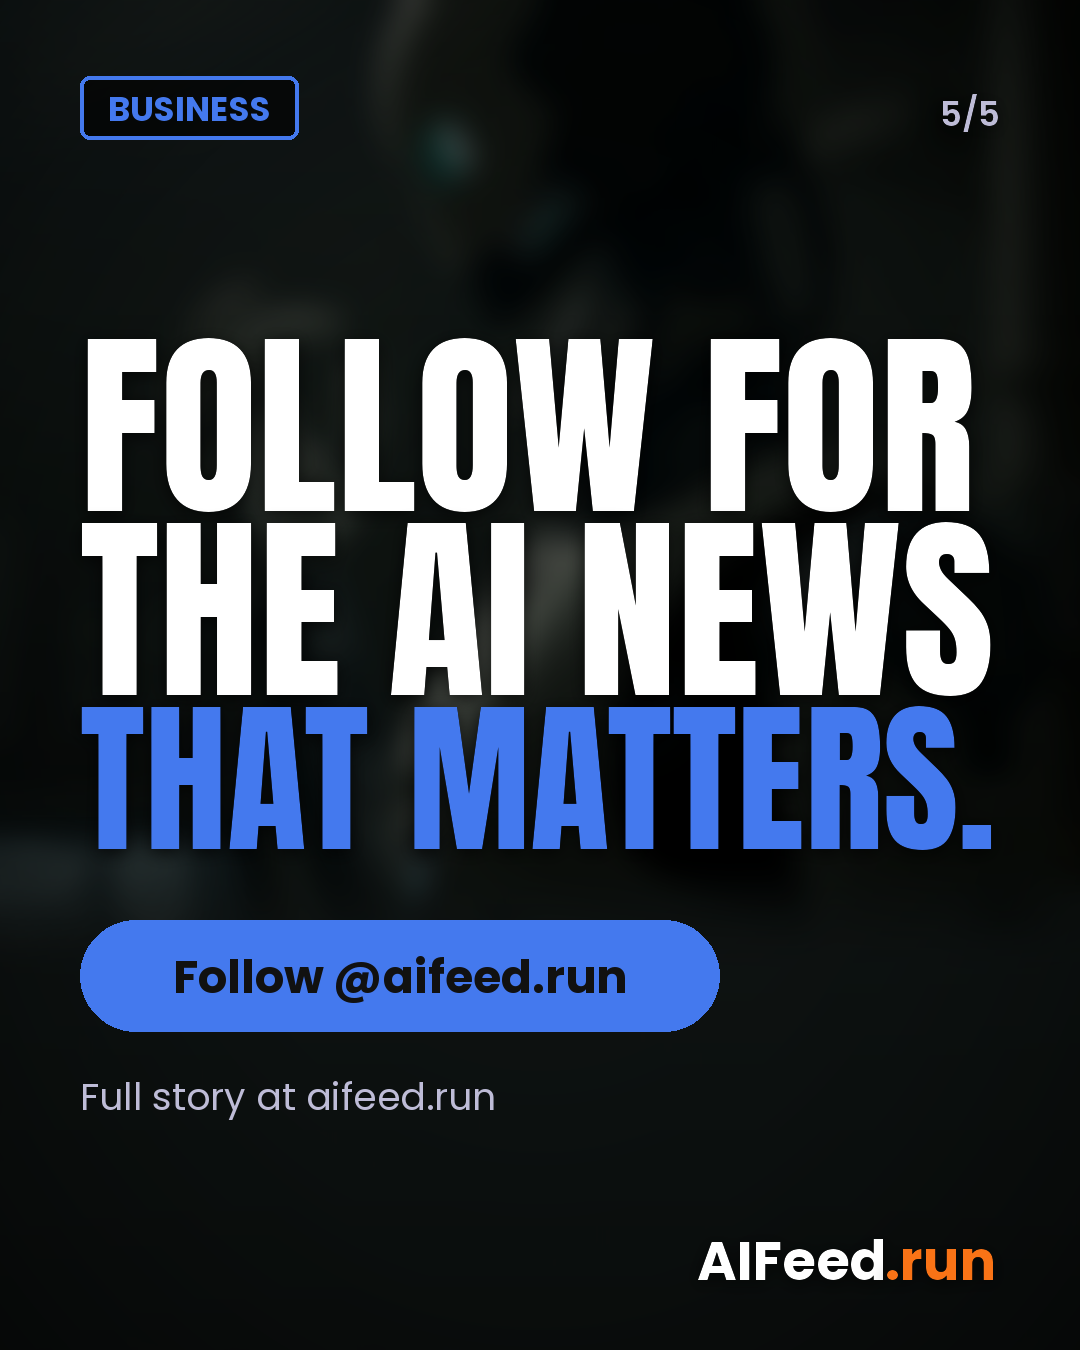 BUSINESS
5/5
FOLLOW FOR
THE AI NEWS
THAT MATTERS.
Follow @aifeed.run
Full story at aifeed.run
AIFeed.run